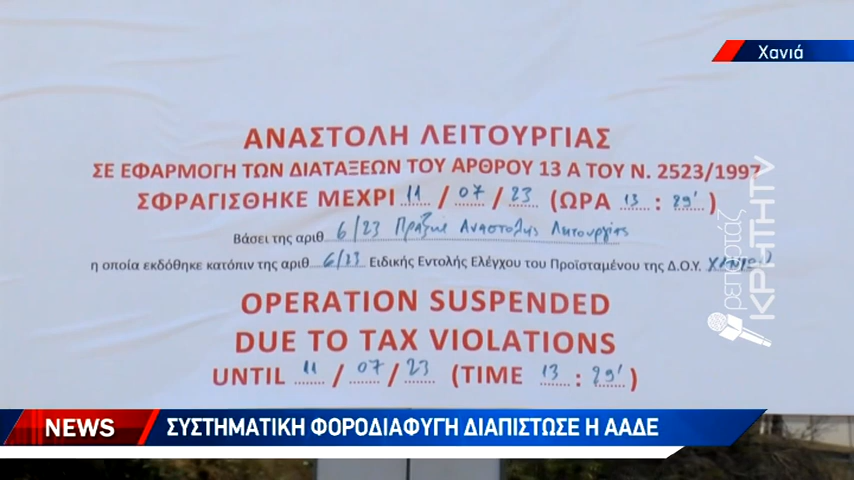 Χανιά
ΑΝΑΣΤΟΛΗ ΛΕΙΤΟΥΡΓΙΑΣ
ΣΕ ΕΦΑΡΜΟΓΗ ΤΩΝ ΔΙΑΤΑΞΕΩΝ ΤΟΥ ΑΡΘΡΟΥ 13 Α ΤΟΥ Ν. 2523/1997
ΣΦΡΑΓΙΣΘΗΚΕ ΜΕΧΡΙ 11 / 07 / 23 (ΩΡΑ 13 : 29')
Βάσει της αριθ 6/23 Πράξης Αναστολής Λειτουργίας
η οποία εκδόθηκε κατόπιν της αριθ 6/23 Ειδικής Εντολής Ελέγχου του Προϊσταμένου της Δ.Ο.Υ. ΧΑΝΙΩΝ
OPERATION SUSPENDED
DUE TO TAX VIOLATIONS
UNTIL 11 / 07 / 23 (TIME 13 : 29')
ρεπορτάζ
ΚΡΗΤΗTV
NEWS ΣΥΣΤΗΜΑΤΙΚΗ ΦΟΡΟΔΙΑΦΥΓΗ ΔΙΑΠΙΣΤΩΣΕ Η ΑΑΔΕ